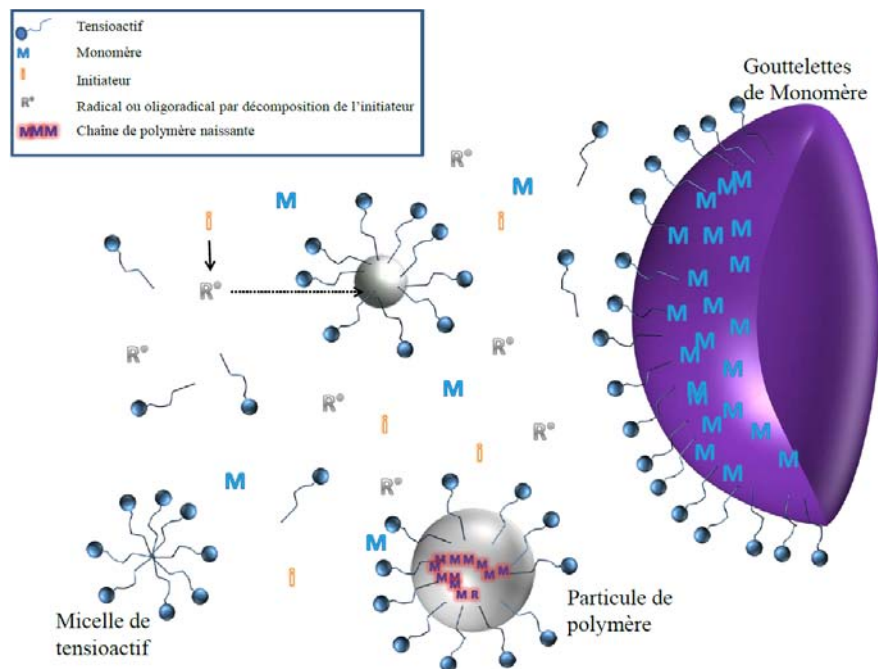 Tensioactif
M Monomère
i Initiateur
R° Radical ou oligoradical par décomposition de l'initiateur
MMM Chaîne de polymère naissante
Gouttelettes
de Monomère
R°
M
M
i
i
M
M
M
M
M
M
M
M
M
R°
M
M
M
M
R°
R°
M
M
M
M
M
R°
M
M
i
R°
M
M
M
i
M
M
M
R°
M
M
M M M M M
M
M M
M M
M
M R
i
Micelle de
tensioactif
Particule de
polymère